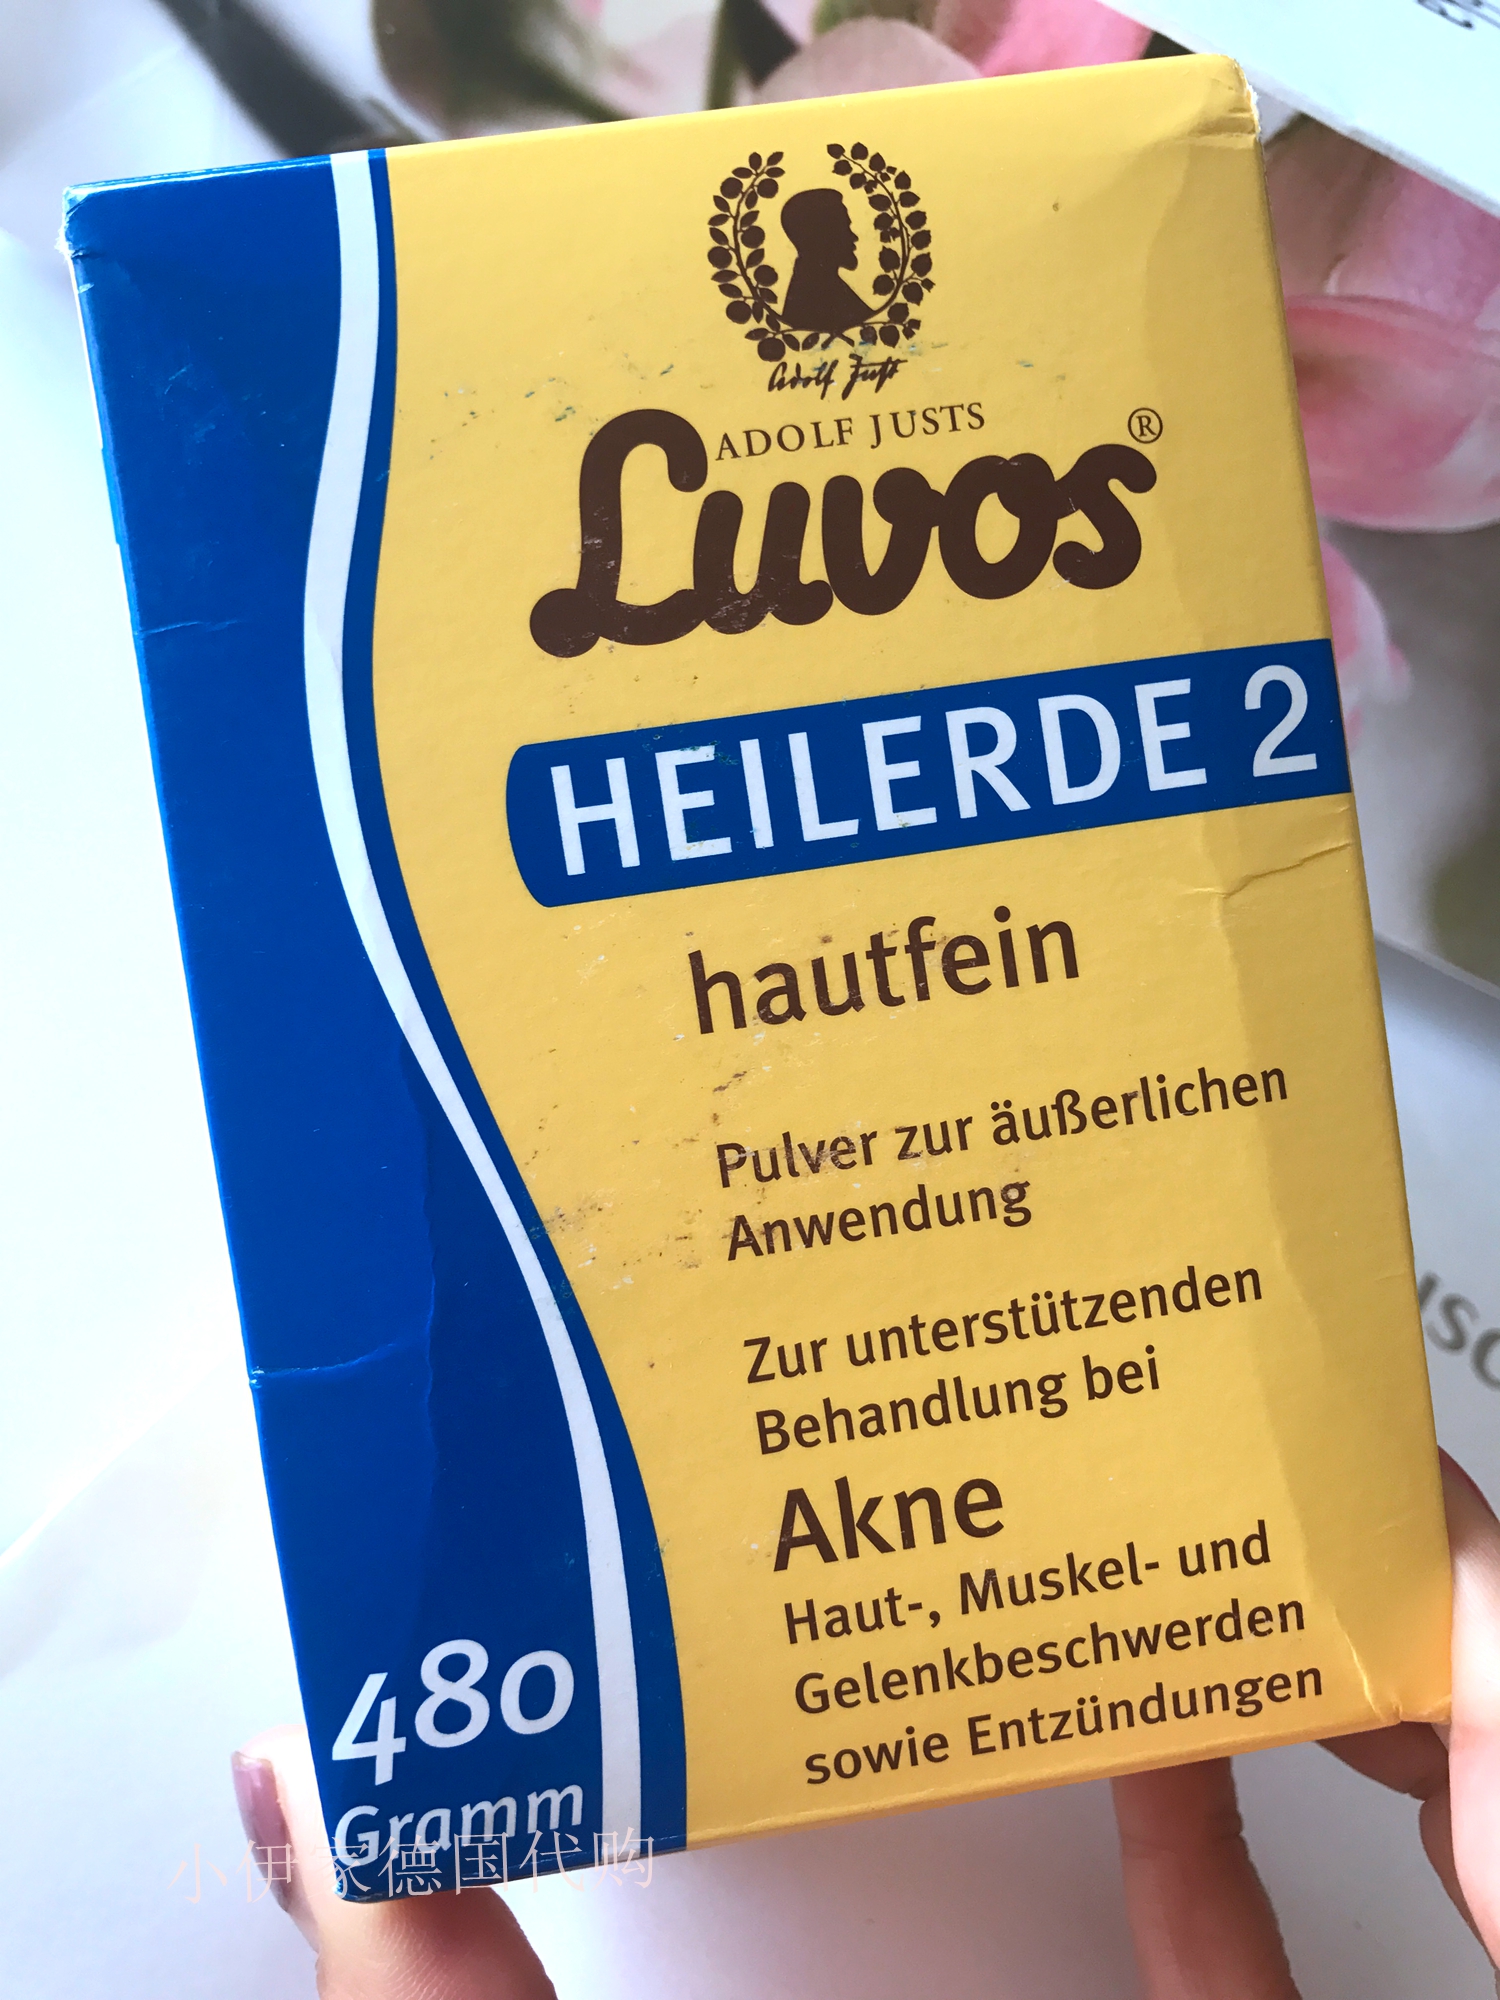 Adolf Just
ADOLF JUSTS
Luvos®
HEILERDE 2
hautfein
Pulver zur äußerlichen
Anwendung
Zur unterstützenden
Behandlung bei
Akne
Haut-, Muskel- und
Gelenkbeschwerden
sowie Entzündungen
480
Gramm
小伊家德国代购